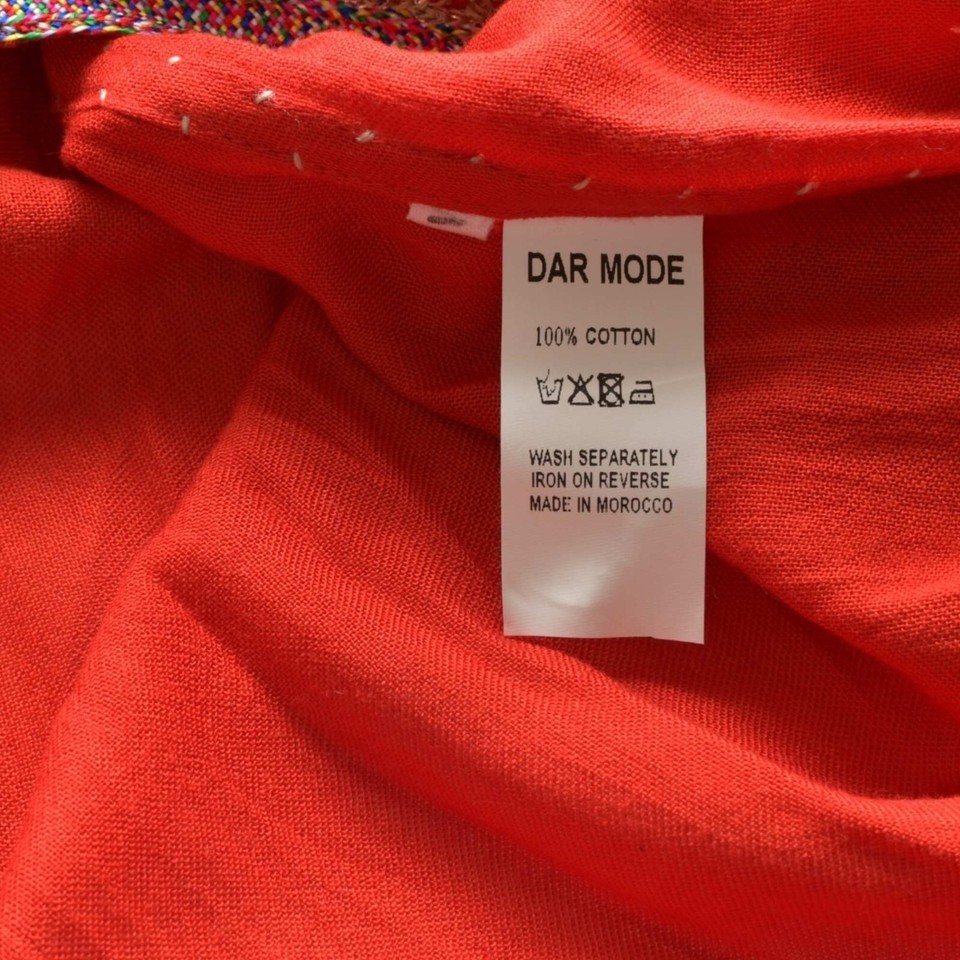 DAR MODE
100% COTTON
WASH SEPARATELY
IRON ON REVERSE
MADE IN MOROCCO